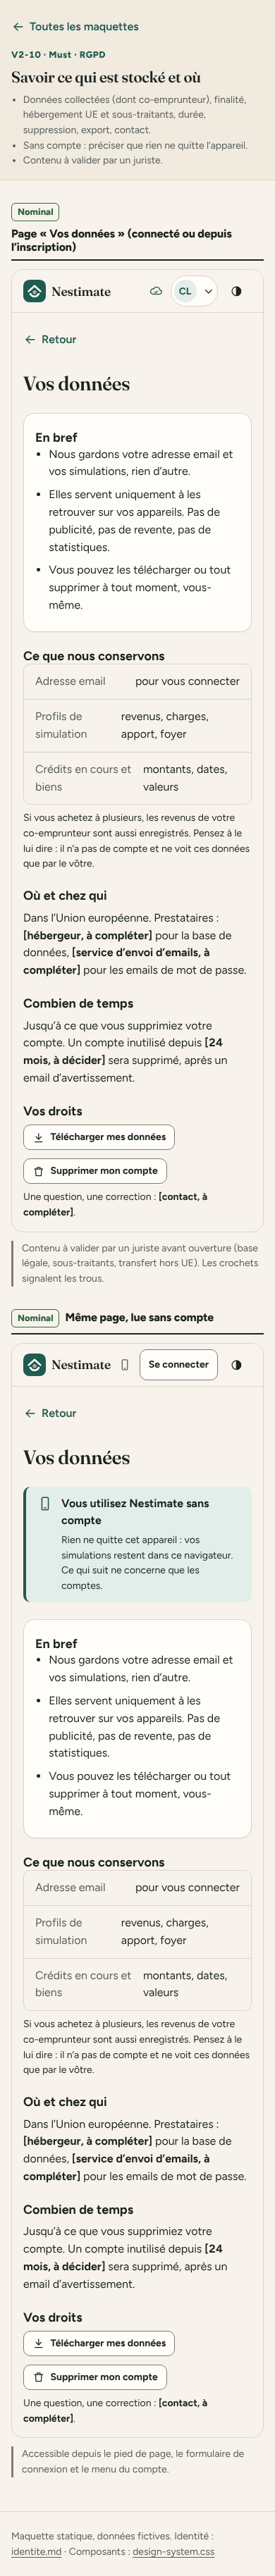 ← Toutes les maquettes
V2-10 · Must · RGPD
Savoir ce qui est stocké et où
• Données collectées (dont co-emprunteur), finalité,
hébergement UE et sous-traitants, durée,
suppression, export, contact.
• Sans compte : préciser que rien ne quitte l'appareil.
• Contenu à valider par un juriste.
Nominal
Page « Vos données » (connecté ou depuis
l'inscription)
Nestimate
CL
← Retour
Vos données
En bref
• Nous gardons votre adresse email et
vos simulations, rien d'autre.
• Elles servent uniquement à les
retrouver sur vos appareils. Pas de
publicité, pas de revente, pas de
statistiques.
• Vous pouvez les télécharger ou tout
supprimer à tout moment, vous-
même.
Ce que nous conservons
Adresse email pour vous connecter
Profils de revenus, charges,
simulation apport, foyer
Crédits en cours et montants, dates,
biens valeurs
Si vous achetez à plusieurs, les revenus de votre
co-emprunteur sont aussi enregistrés. Pensez à le
lui dire : il n'a pas de compte et ne voit ces données
que par le vôtre.
Où et chez qui
Dans l'Union européenne. Prestataires :
[hébergeur, à compléter] pour la base de
données, [service d'envoi d'emails, à
compléter] pour les emails de mot de passe.
Combien de temps
Jusqu'à ce que vous supprimiez votre
compte. Un compte inutilisé depuis [24
mois, à décider] sera supprimé, après un
email d'avertissement.
Vos droits
Télécharger mes données
Supprimer mon compte
Une question, une correction : [contact, à
compléter].
Contenu à valider par un juriste avant ouverture (base
légale, sous-traitants, transfert hors UE). Les crochets
signalent les trous.
Nominal Même page, lue sans compte
Nestimate
Se connecter
← Retour
Vos données
Vous utilisez Nestimate sans
compte
Rien ne quitte cet appareil : vos
simulations restent dans ce navigateur.
Ce qui suit ne concerne que les
comptes.
En bref
• Nous gardons votre adresse email et
vos simulations, rien d'autre.
• Elles servent uniquement à les
retrouver sur vos appareils. Pas de
publicité, pas de revente, pas de
statistiques.
• Vous pouvez les télécharger ou tout
supprimer à tout moment, vous-
même.
Ce que nous conservons
Adresse email pour vous connecter
Profils de revenus, charges,
simulation apport, foyer
Crédits en cours et montants, dates,
biens valeurs
Si vous achetez à plusieurs, les revenus de votre
co-emprunteur sont aussi enregistrés. Pensez à le
lui dire : il n'a pas de compte et ne voit ces données
que par le vôtre.
Où et chez qui
Dans l'Union européenne. Prestataires :
[hébergeur, à compléter] pour la base de
données, [service d'envoi d'emails, à
compléter] pour les emails de mot de passe.
Combien de temps
Jusqu'à ce que vous supprimiez votre
compte. Un compte inutilisé depuis [24
mois, à décider] sera supprimé, après un
email d'avertissement.
Vos droits
Télécharger mes données
Supprimer mon compte
Une question, une correction : [contact, à
compléter].
Accessible depuis le pied de page, le formulaire de
connexion et le menu du compte.
Maquette statique, données fictives. Identité :
identite.md · Composants : design-system.css